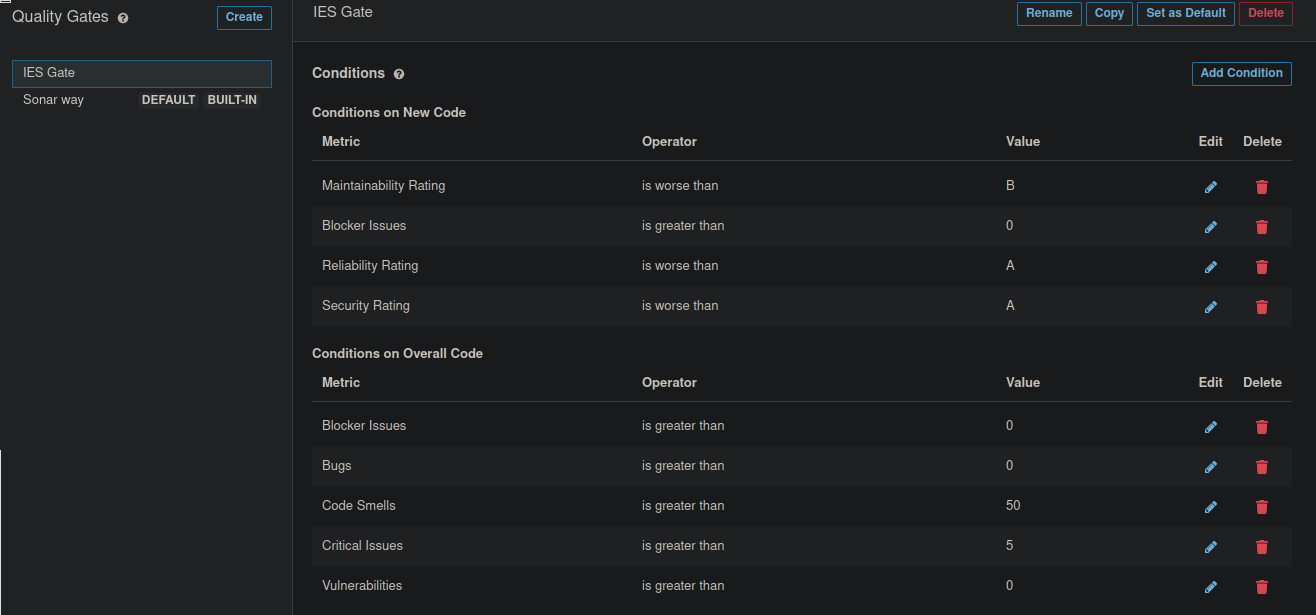 Quality Gates ?
Create
IES Gate
Sonar way DEFAULT BUILT-IN
IES Gate
Rename Copy Set as Default Delete
Conditions ?
Add Condition
Conditions on New Code
Metric Operator Value Edit Delete
Maintainability Rating is worse than B
Blocker Issues is greater than 0
Reliability Rating is worse than A
Security Rating is worse than A
Conditions on Overall Code
Metric Operator Value Edit Delete
Blocker Issues is greater than 0
Bugs is greater than 0
Code Smells is greater than 50
Critical Issues is greater than 5
Vulnerabilities is greater than 0